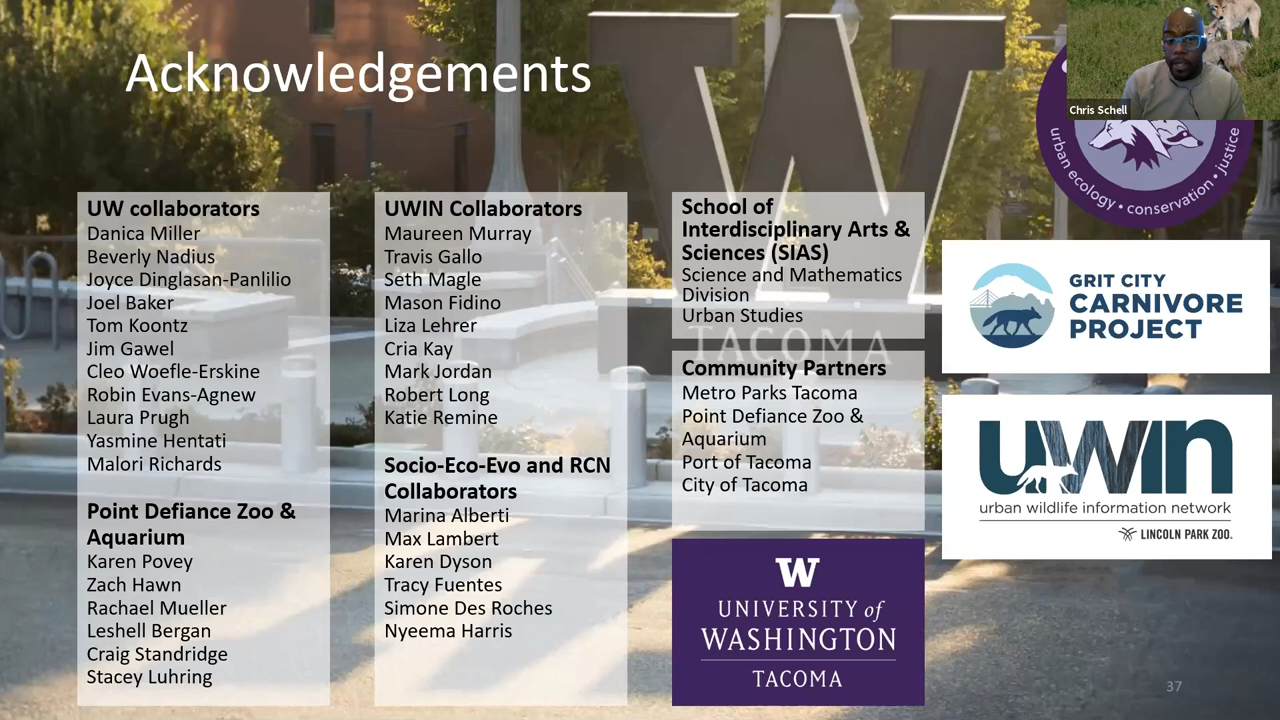 Acknowledgements
Chris Schell
urban ecology • conservation • justice
UW collaborators
Danica Miller
Beverly Nadius
Joyce Dinglasan-Panlilio
Joel Baker
Tom Koontz
Jim Gawel
Cleo Woefle-Erskine
Robin Evans-Agnew
Laura Prugh
Yasmine Hentati
Malori Richards
Point Defiance Zoo &
Aquarium
Karen Povey
Zach Hawn
Rachael Mueller
Leshell Bergan
Craig Standridge
Stacey Luhring
UWIN Collaborators
Maureen Murray
Travis Gallo
Seth Magle
Mason Fidino
Liza Lehrer
Cria Kay
Mark Jordan
Robert Long
Katie Remine
Socio-Eco-Evo and RCN
Collaborators
Marina Alberti
Max Lambert
Karen Dyson
Tracy Fuentes
Simone Des Roches
Nyeema Harris
School of
Interdisciplinary Arts &
Sciences (SIAS)
Science and Mathematics
Division
Urban Studies
TACOMA
Community Partners
Metro Parks Tacoma
Point Defiance Zoo &
Aquarium
Port of Tacoma
City of Tacoma
W
UNIVERSITY of
WASHINGTON
TACOMA
GRIT CITY
CARNIVORE
PROJECT
uwin
urban wildlife information network
LINCOLN PARK ZOO.
W
37